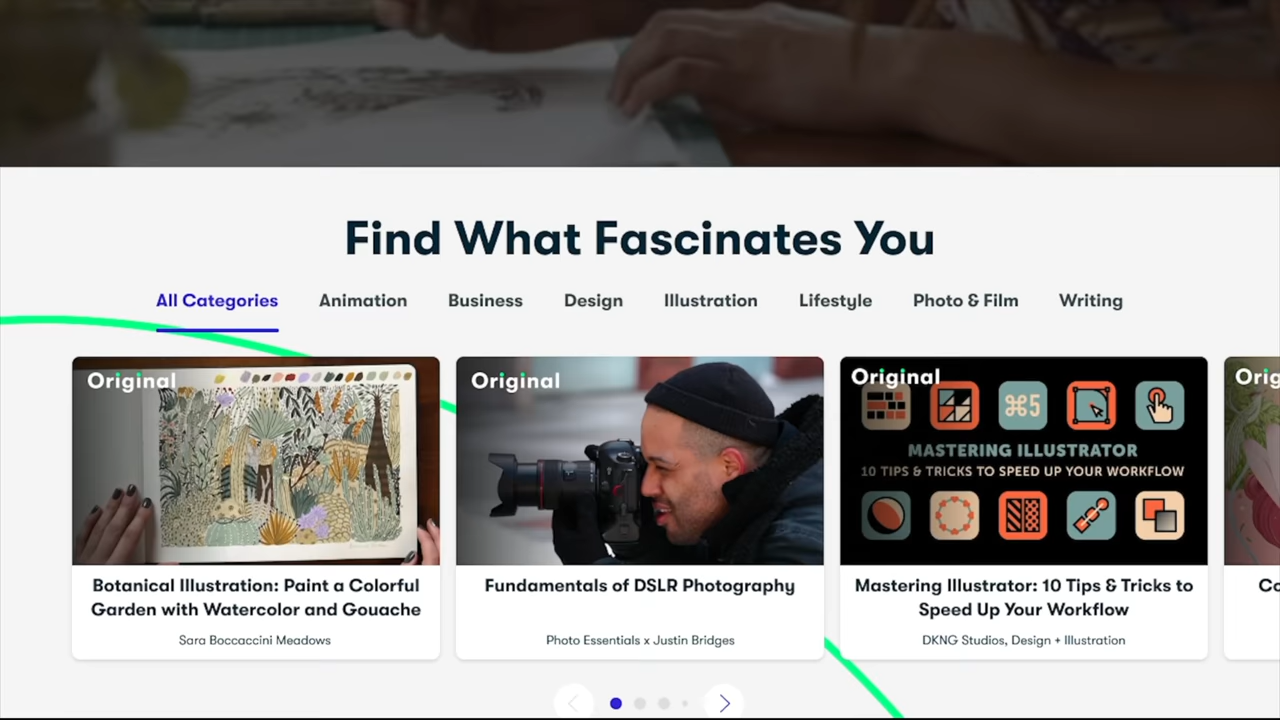 Find What Fascinates You
All Categories Animation Business Design Illustration Lifestyle Photo & Film Writing
Original
Botanical Illustration: Paint a Colorful
Garden with Watercolor and Gouache
Sara Boccaccini Meadows
Original
Fundamentals of DSLR Photography
Photo Essentials x Justin Bridges
Original
⌘5
MASTERING ILLUSTRATOR
10 TIPS & TRICKS TO SPEED UP YOUR WORKFLOW
Mastering Illustrator: 10 Tips & Tricks to
Speed Up Your Workflow
DKNG Studios, Design + Illustration